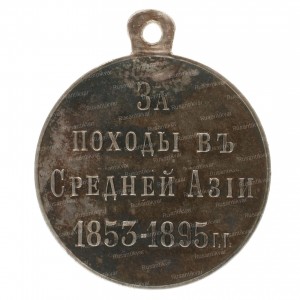 За
походы въ
Средней Азіи
1853-1895 г.г.